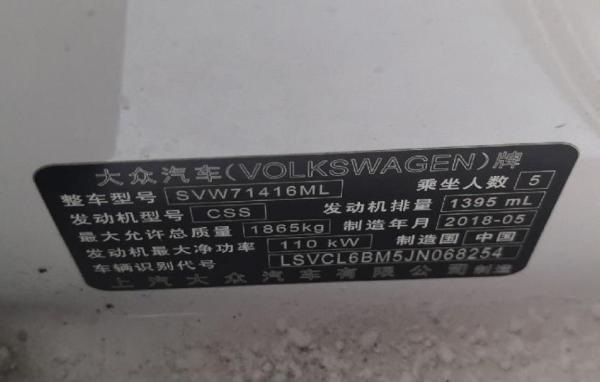 大众汽车(VOLKSWAGEN)牌
整车型号 SVW71416ML 乘坐人数 5
发动机型号 CSS 发动机排量 1395 mL
最大允许总质量 1865kg 制造年月 2018-05
发动机最大净功率 110 kW 制造国 中国
车辆识别代号 LSVCL6BM5JN068254
上汽大众汽车有限公司制造